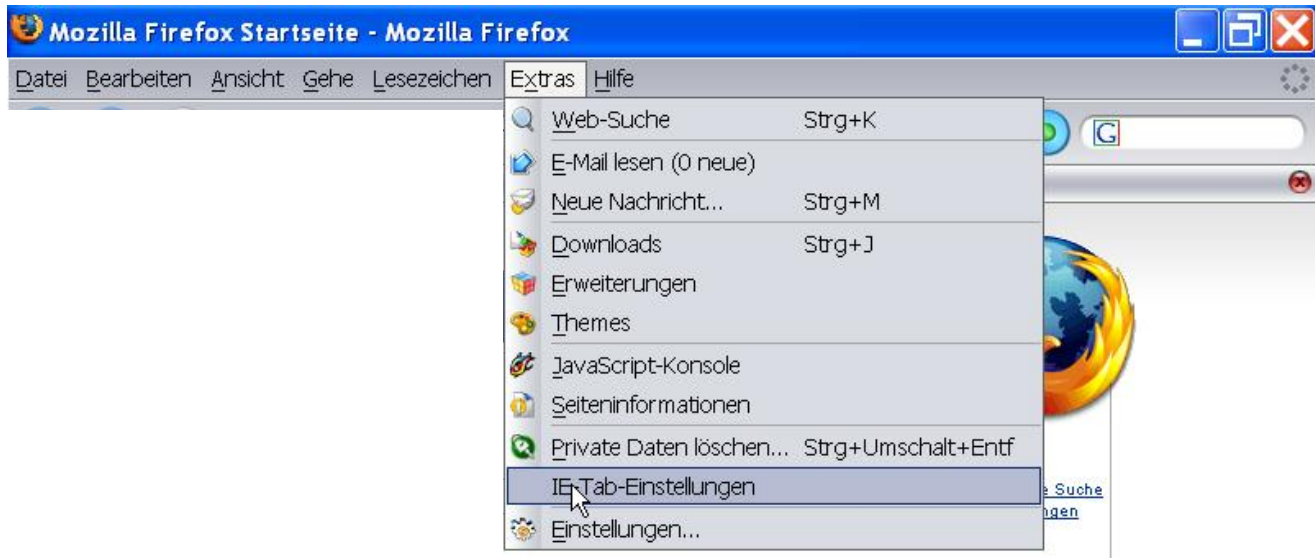 Mozilla Firefox Startseite - Mozilla Firefox
Datei Bearbeiten Ansicht Gehe Lesezeichen Extras Hilfe
Web-Suche Strg+K
G
E-Mail lesen (0 neue)
Neue Nachricht... Strg+M
Downloads Strg+J
Erweiterungen
Themes
JavaScript-Konsole
Seiteninformationen
Private Daten löschen... Strg+Umschalt+Entf
IE-Tab-Einstellungen
Suche
Einstellungen...